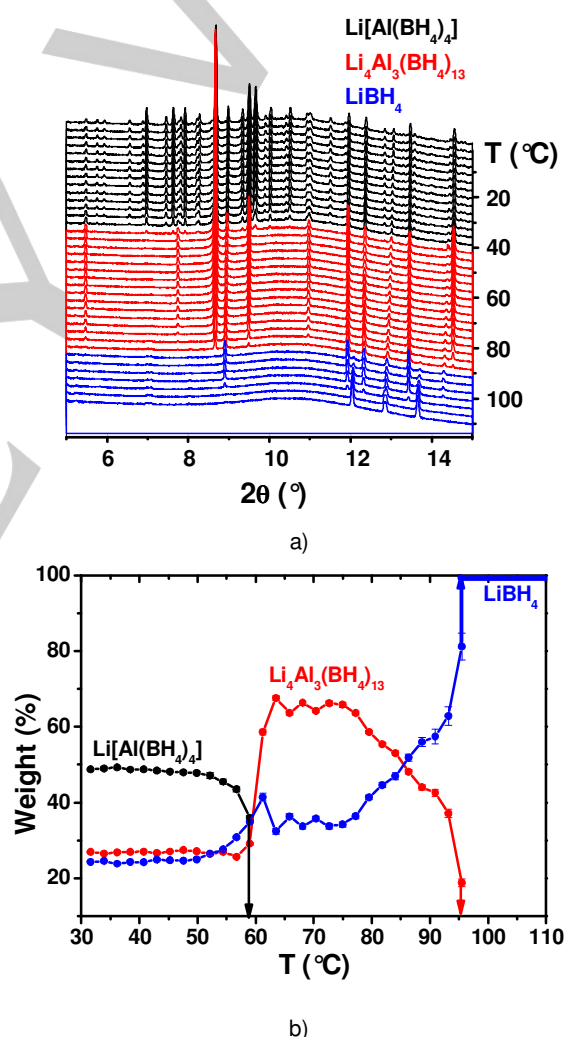 Li[Al(BH₄)₄]
Li₄Al₃(BH₄)₁₃
LiBH₄
T (°C)
20
40
60
80
100
6 8 10 12 14
2θ (°)
a)
100
80
60
40
20
Weight (%)
LiBH₄
Li₄Al₃(BH₄)₁₃
Li[Al(BH₄)₄]
30 40 50 60 70 80 90 100 110
T (°C)
b)